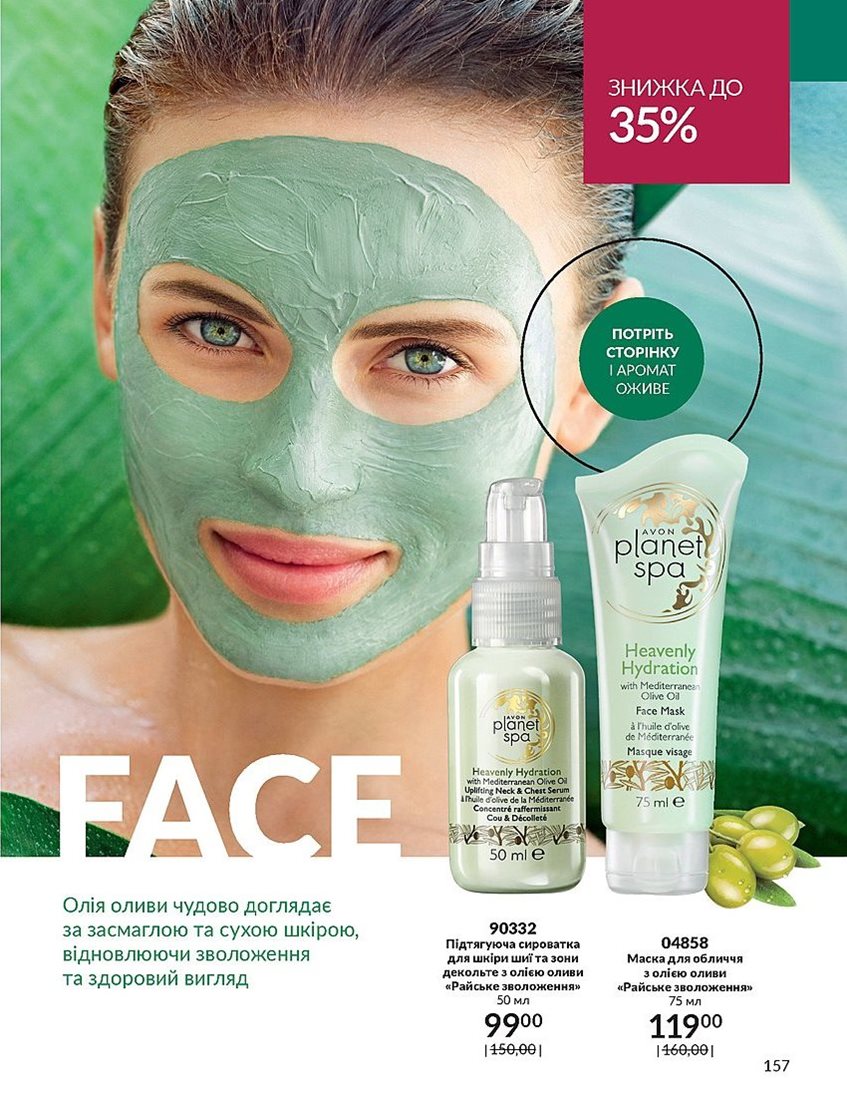 ЗНИЖКА ДО
35%
ПОТРІТЬ
СТОРІНКУ
І АРОМАТ
ОЖИВЕ
AVON
planet
spa
Heavenly
Hydration
with Mediterranean
Olive Oil
Face Mask
à l'huile d'olive
de Méditerranée
Masque visage
75 ml e
AVON
planet
spa
Heavenly Hydration
with Mediterranean Olive Oil
Uplifting Neck & Chest Serum
à l'huile d'olive de la Méditerranée
Concentré raffermissant
Cou & Décolleté
50 ml e
FACE
Олія оливи чудово доглядає
за засмаглою та сухою шкірою,
відновлюючи зволоження
та здоровий вигляд
90332
Підтягуюча сироватка
для шкіри шиї та зони
декольте з олією оливи
«Райське зволоження»
50 мл
9900
|150,00|
04858
Маска для обличчя
з олією оливи
«Райське зволоження»
75 мл
11900
|160,00|
157